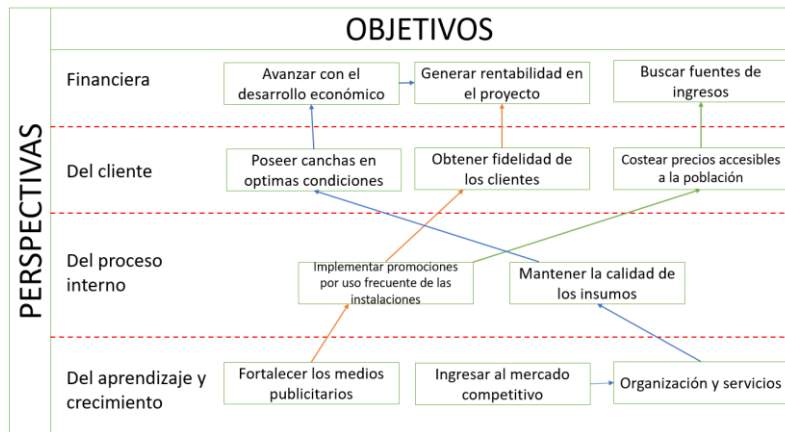 OBJETIVOS
PERSPECTIVAS
Financiera
Avanzar con el
desarrollo económico
Generar rentabilidad en
el proyecto
Buscar fuentes de
ingresos
Del cliente
Poseer canchas en
optimas condiciones
Obtener fidelidad de
los clientes
Costear precios accesibles
a la población
Del proceso
interno
Implementar promociones
por uso frecuente de las
instalaciones
Mantener la calidad de
los insumos
Del aprendizaje y
crecimiento
Fortalecer los medios
publicitarios
Ingresar al mercado
competitivo
Organización y servicios